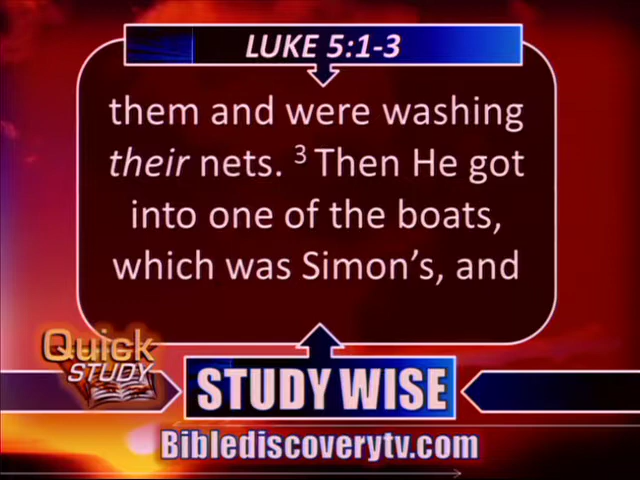 LUKE 5:1-3
them and were washing
their nets. 3 Then He got
into one of the boats,
which was Simon's, and
Quick
STUDY
STUDY WISE
Biblediscoverytv.com